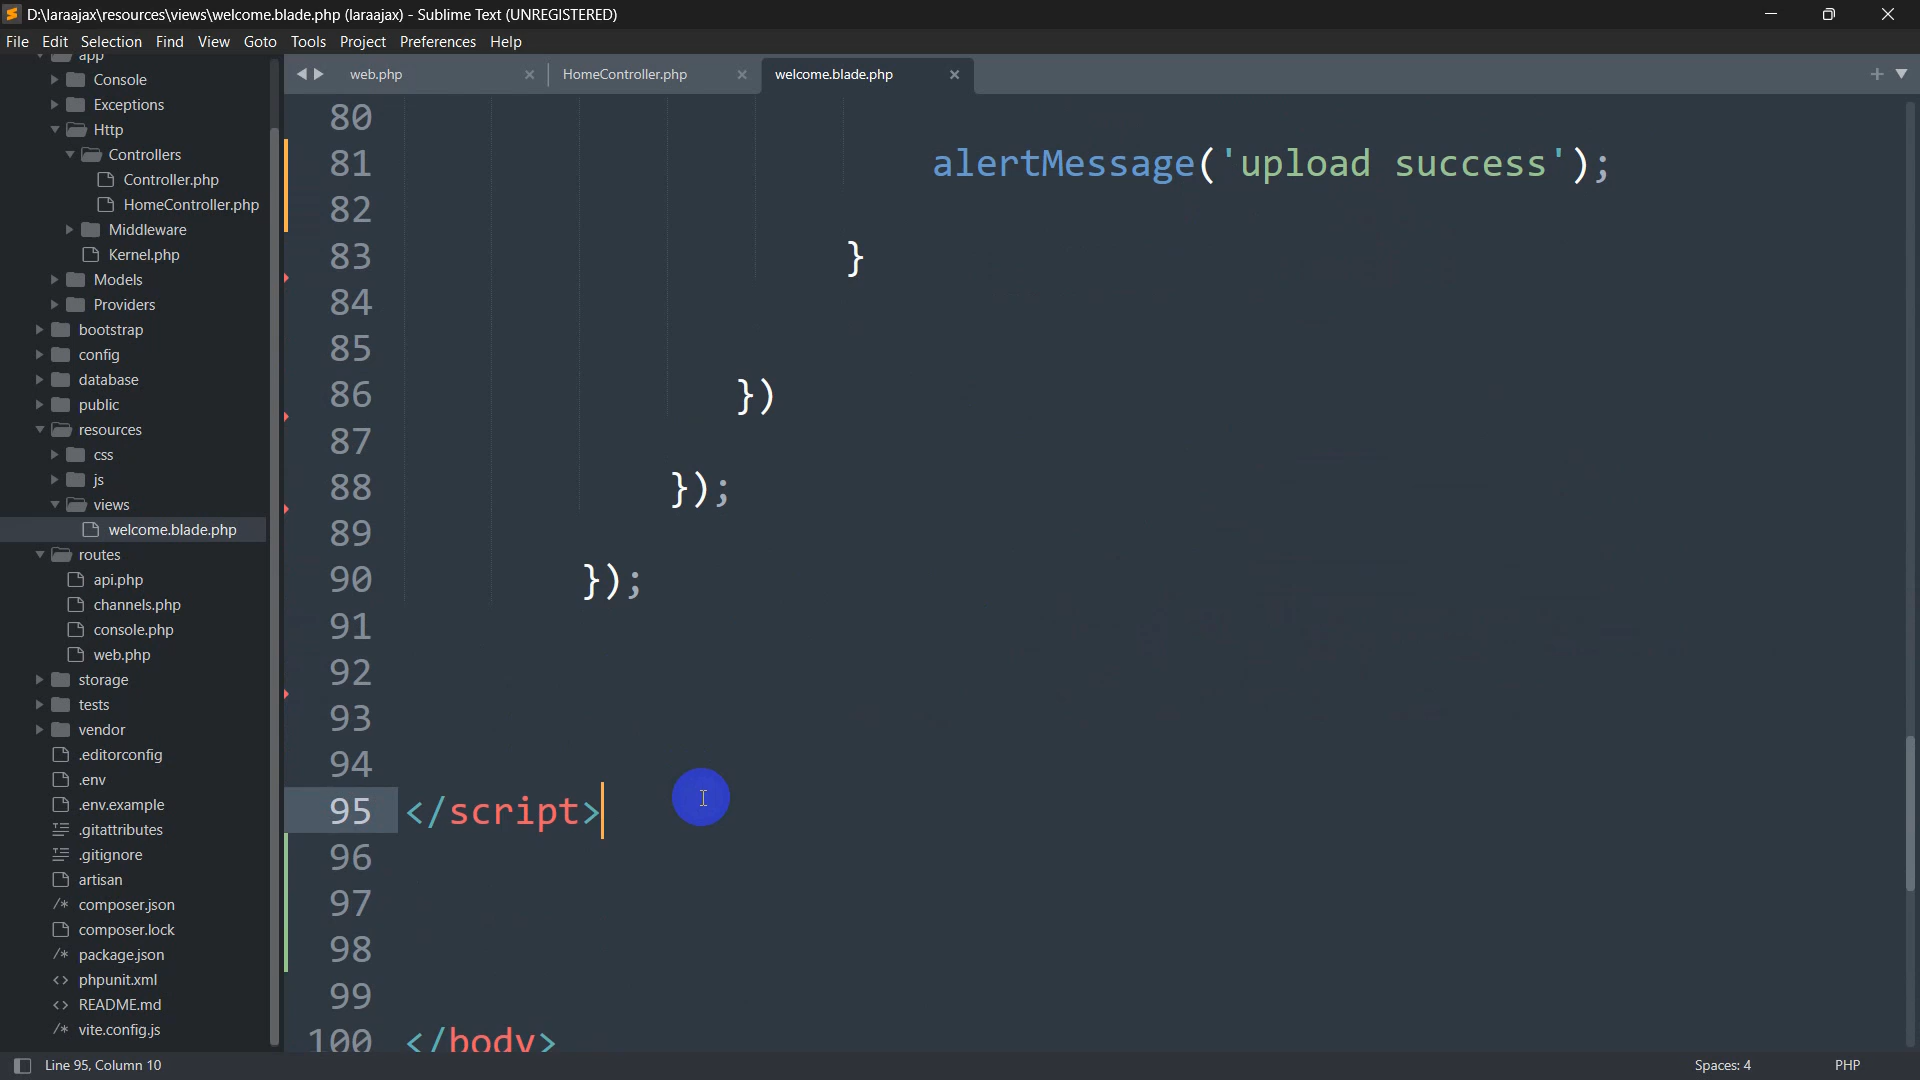 D:\laraajax\resources\views\welcome.blade.php (laraajax) - Sublime Text (UNREGISTERED)
File Edit Selection Find View Goto Tools Project Preferences Help
app
Console
Exceptions
Http
Controllers
Controller.php
HomeController.php
Middleware
Kernel.php
Models
Providers
bootstrap
config
database
public
resources
css
js
views
welcome.blade.php
routes
api.php
channels.php
console.php
web.php
storage
tests
vendor
.editorconfig
.env
.env.example
.gitattributes
.gitignore
artisan
/* composer.json
composer.lock
/* package.json
<> phpunit.xml
<> README.md
/* vite.config.js
web.php × HomeController.php × welcome.blade.php ×
80
81 alertMessage('upload success');
82
83 }
84
85
86 })
87
88 });
89
90 });
91
92
93
94
95 </script>
96
97
98
99
100 </body>
Line 95, Column 10 Spaces: 4 PHP